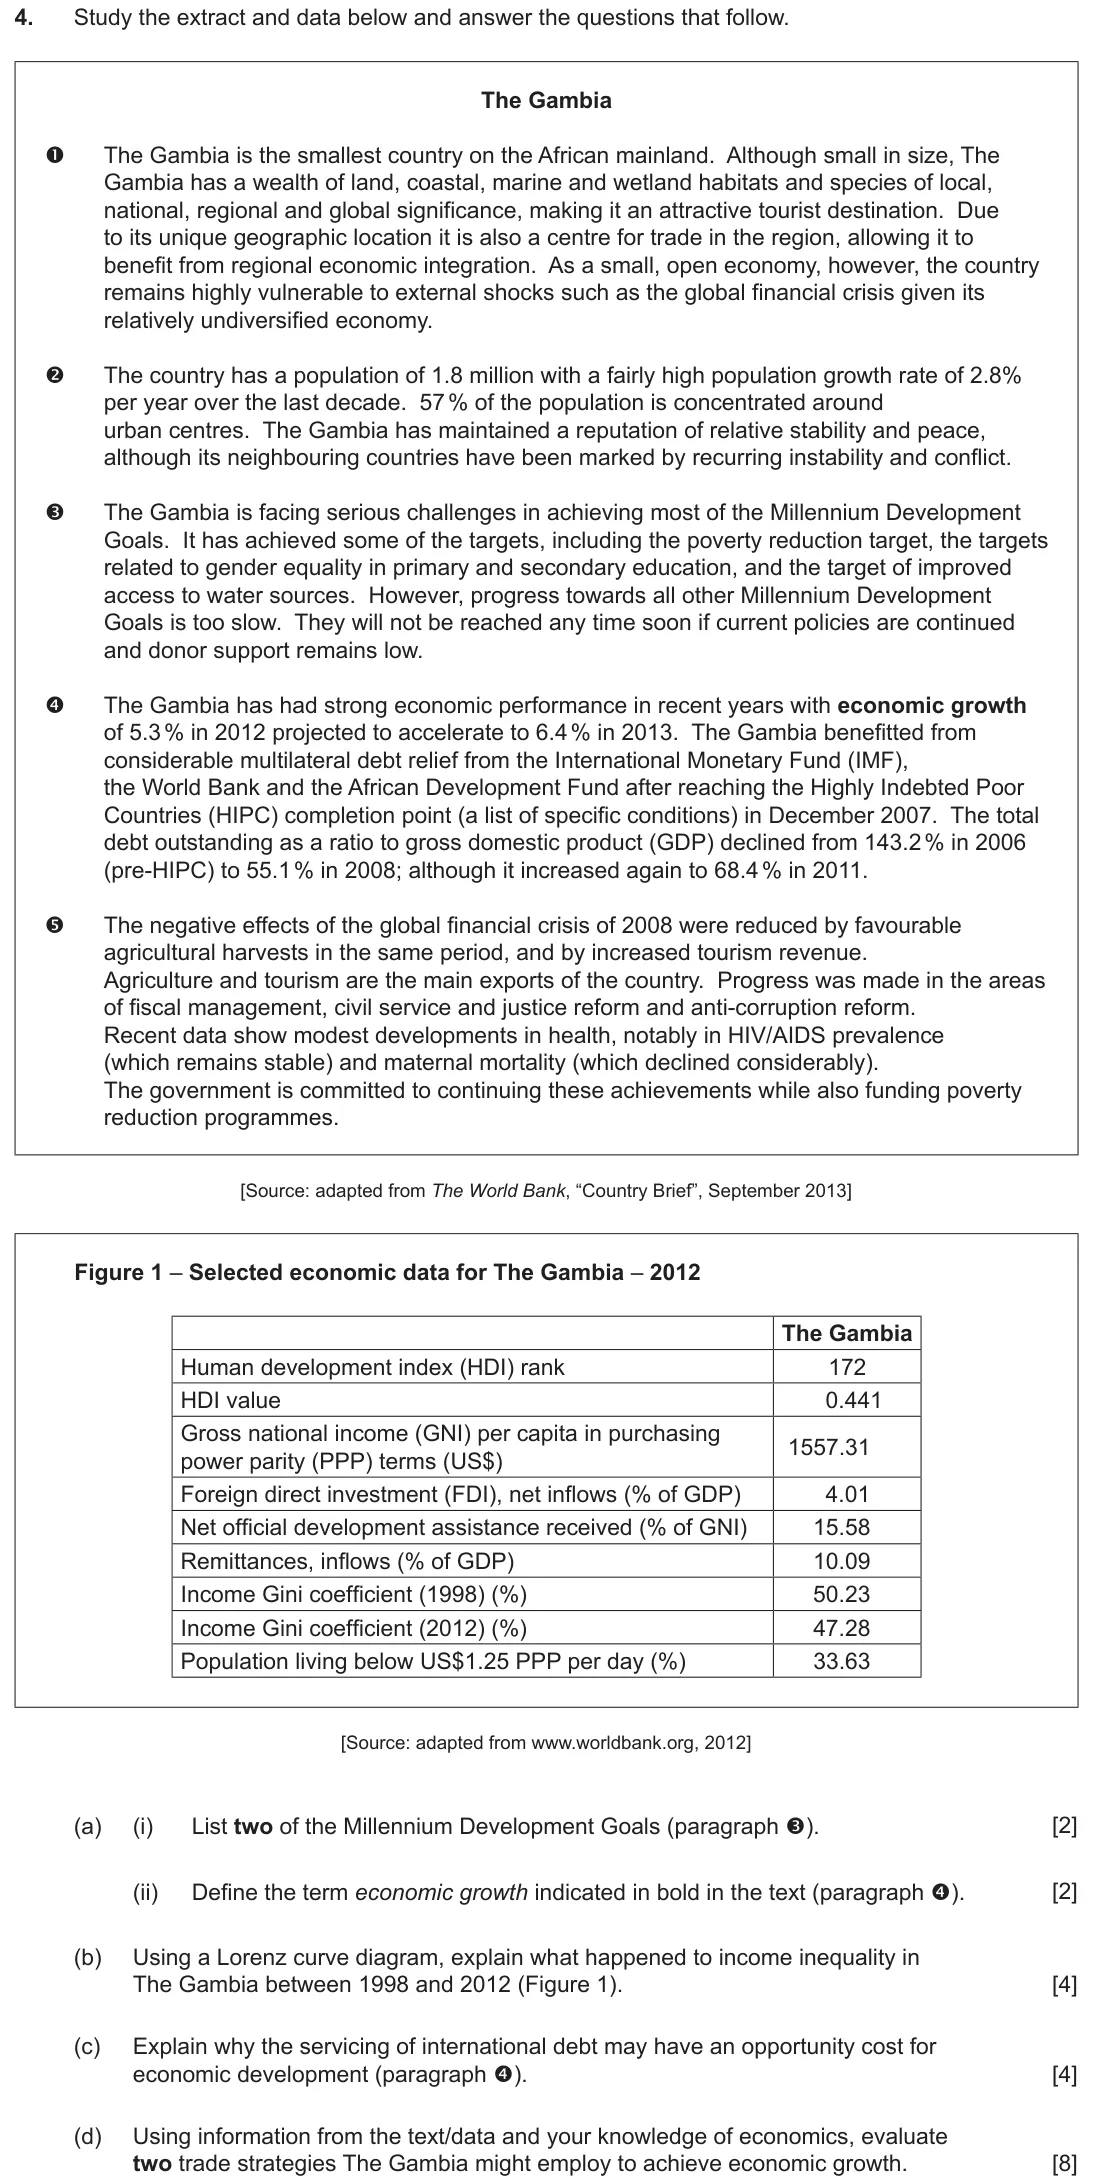 4. Study the extract and data below and answer the questions that follow.
The Gambia
❶ The Gambia is the smallest country on the African mainland. Although small in size, The
Gambia has a wealth of land, coastal, marine and wetland habitats and species of local,
national, regional and global significance, making it an attractive tourist destination. Due
to its unique geographic location it is also a centre for trade in the region, allowing it to
benefit from regional economic integration. As a small, open economy, however, the country
remains highly vulnerable to external shocks such as the global financial crisis given its
relatively undiversified economy.
❷ The country has a population of 1.8 million with a fairly high population growth rate of 2.8%
per year over the last decade. 57% of the population is concentrated around
urban centres. The Gambia has maintained a reputation of relative stability and peace,
although its neighbouring countries have been marked by recurring instability and conflict.
❸ The Gambia is facing serious challenges in achieving most of the Millennium Development
Goals. It has achieved some of the targets, including the poverty reduction target, the targets
related to gender equality in primary and secondary education, and the target of improved
access to water sources. However, progress towards all other Millennium Development
Goals is too slow. They will not be reached any time soon if current policies are continued
and donor support remains low.
❹ The Gambia has had strong economic performance in recent years with economic growth
of 5.3% in 2012 projected to accelerate to 6.4% in 2013. The Gambia benefitted from
considerable multilateral debt relief from the International Monetary Fund (IMF),
the World Bank and the African Development Fund after reaching the Highly Indebted Poor
Countries (HIPC) completion point (a list of specific conditions) in December 2007. The total
debt outstanding as a ratio to gross domestic product (GDP) declined from 143.2% in 2006
(pre-HIPC) to 55.1% in 2008; although it increased again to 68.4% in 2011.
❺ The negative effects of the global financial crisis of 2008 were reduced by favourable
agricultural harvests in the same period, and by increased tourism revenue.
Agriculture and tourism are the main exports of the country. Progress was made in the areas
of fiscal management, civil service and justice reform and anti-corruption reform.
Recent data show modest developments in health, notably in HIV/AIDS prevalence
(which remains stable) and maternal mortality (which declined considerably).
The government is committed to continuing these achievements while also funding poverty
reduction programmes.
[Source: adapted from The World Bank, “Country Brief”, September 2013]
Figure 1 – Selected economic data for The Gambia – 2012
The Gambia
Human development index (HDI) rank 172
HDI value 0.441
Gross national income (GNI) per capita in purchasing
power parity (PPP) terms (US$) 1557.31
Foreign direct investment (FDI), net inflows (% of GDP) 4.01
Net official development assistance received (% of GNI) 15.58
Remittances, inflows (% of GDP) 10.09
Income Gini coefficient (1998) (%) 50.23
Income Gini coefficient (2012) (%) 47.28
Population living below US$1.25 PPP per day (%) 33.63
[Source: adapted from www.worldbank.org, 2012]
(a) (i) List two of the Millennium Development Goals (paragraph ❸). [2]
(ii) Define the term economic growth indicated in bold in the text (paragraph ❹). [2]
(b) Using a Lorenz curve diagram, explain what happened to income inequality in
The Gambia between 1998 and 2012 (Figure 1). [4]
(c) Explain why the servicing of international debt may have an opportunity cost for
economic development (paragraph ❹). [4]
(d) Using information from the text/data and your knowledge of economics, evaluate
two trade strategies The Gambia might employ to achieve economic growth. [8]